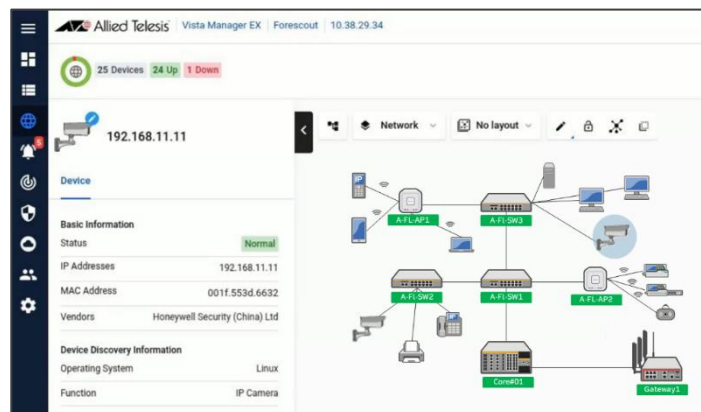 Allied Telesis Vista Manager EX Forescout 10.38.29.34
25 Devices 24 Up 1 Down
5
192.168.11.11
Network No layout
Device
Basic Information
Status Normal
IP Addresses 192.168.11.11
MAC Address 001f.553d.6632
Vendors Honeywell Security (China) Ltd
Device Discovery Information
Operating System Linux
Function IP Camera
IP
A-FL-AP1
A-FL-SW3
A-FL-SW2
A-FL-SW1
A-FL-AP2
Core#01
Gateway1